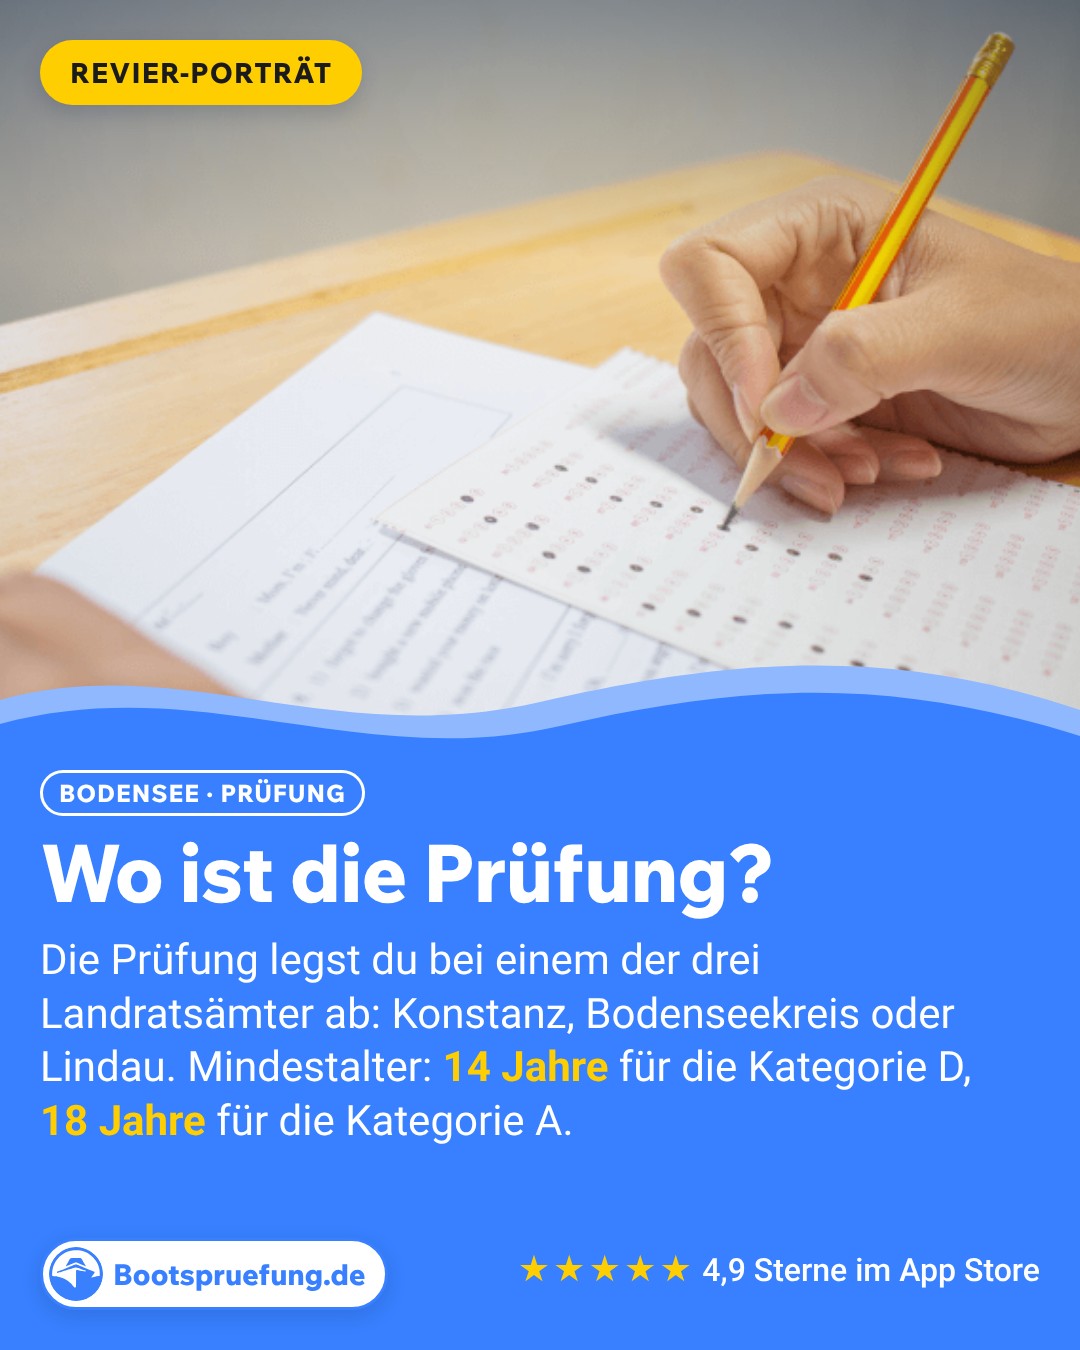 REVIER-PORTRÄT
BODENSEE · PRÜFUNG
Wo ist die Prüfung?
Die Prüfung legst du bei einem der drei
Landratsämter ab: Konstanz, Bodenseekreis oder
Lindau. Mindestalter: 14 Jahre für die Kategorie D,
18 Jahre für die Kategorie A.
Bootspruefung.de
★★★★★ 4,9 Sterne im App Store